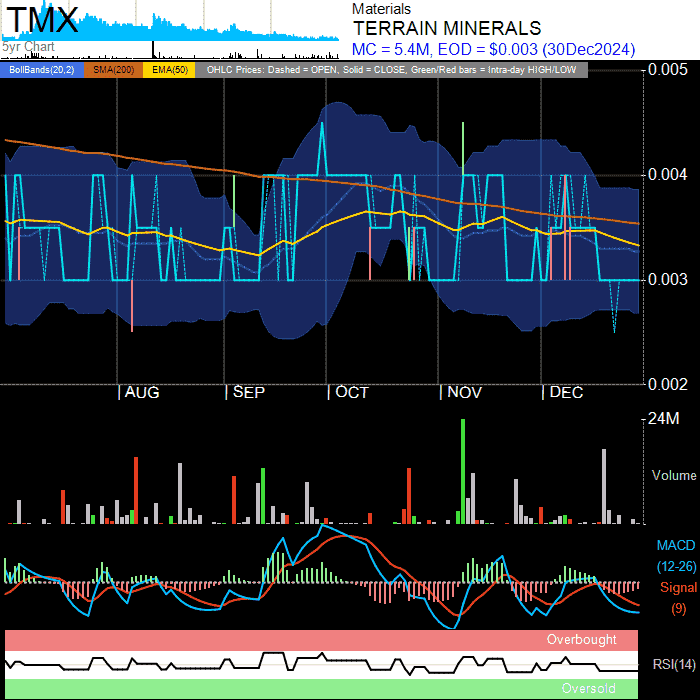 TMX
5yr Chart
Materials
TERRAIN MINERALS
MC = 5.4M, EOD = $0.003 (30Dec2024)
BollBands(20,2) SMA(200) EMA(50) OHLC Prices: Dashed = OPEN, Solid = CLOSE, Green/Red bars = Intra-day HIGH/LOW
0.005
0.004
0.003
0.002
AUG SEP OCT NOV DEC
24M
Volume
MACD
(12-26)
Signal
(9)
Overbought
RSI(14)
Oversold